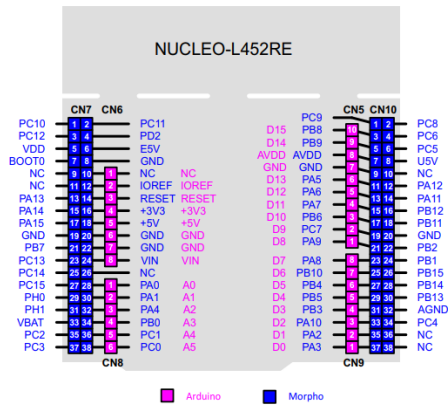 NUCLEO-L452RE
CN7 CN6 CN5 CN10
PC9
PC10 1 2 PC11 D15 PB8 10 1 2 PC8
PC12 3 4 PD2 D14 PB9 9 3 4 PC6
VDD 5 6 E5V AVDD AVDD 8 5 6 PC5
BOOT0 7 8 GND GND GND 7 7 8 U5V
NC 9 10 1 NC NC D13 PA5 6 9 10 NC
NC 11 12 2 IOREF IOREF D12 PA6 5 11 12 PA12
PA13 13 14 3 RESET RESET D11 PA7 4 13 14 PA11
PA14 15 16 4 +3V3 +3V3 D10 PB6 3 15 16 PB12
PA15 17 18 5 +5V +5V D9 PC7 2 17 18 PB11
GND 19 20 6 GND GND D8 PA9 1 19 20 GND
PB7 21 22 7 GND GND 21 22 PB2
PC13 23 24 8 VIN VIN D7 PA8 8 23 24 PB1
PC14 25 26 NC D6 PB10 7 25 26 PB15
PC15 27 28 1 PA0 A0 D5 PB4 6 27 28 PB14
PH0 29 30 2 PA1 A1 D4 PB5 5 29 30 PB13
PH1 31 32 3 PA4 A2 D3 PB3 4 31 32 AGND
VBAT 33 34 4 PB0 A3 D2 PA10 3 33 34 PC4
PC2 35 36 5 PC1 A4 D1 PA2 2 35 36 NC
PC3 37 38 6 PC0 A5 D0 PA3 1 37 38 NC
CN8 CN9
Arduino Morpho